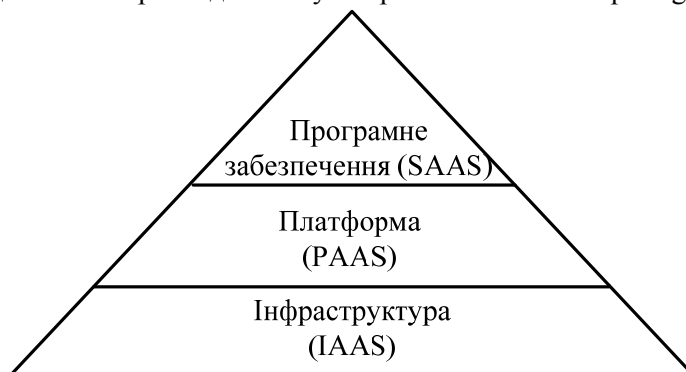 Програмне
забезпечення (SAAS)
Платформа
(PAAS)
Інфраструктура
(IAAS)